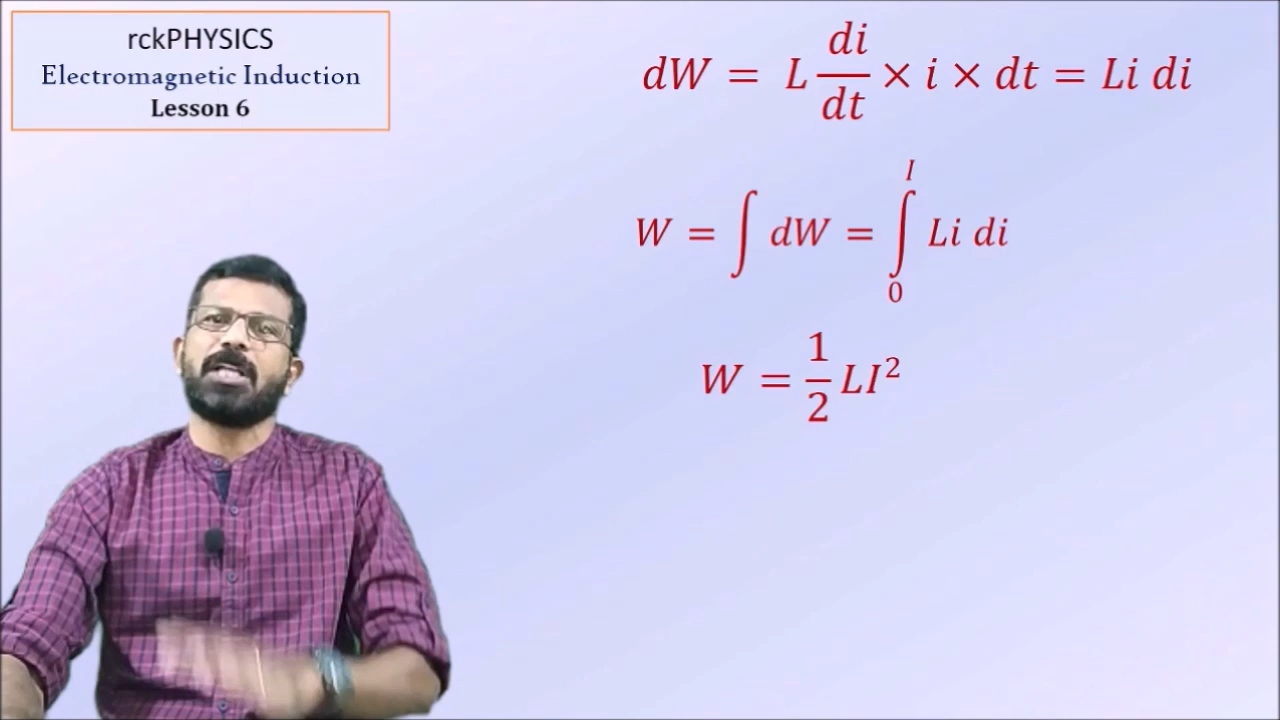 rckPHYSICS
Electromagnetic Induction
Lesson 6
dW = L di/dt × i × dt = Li di
W = ∫ dW = ∫₀ᴵ Li di
W = 1/2 LI²